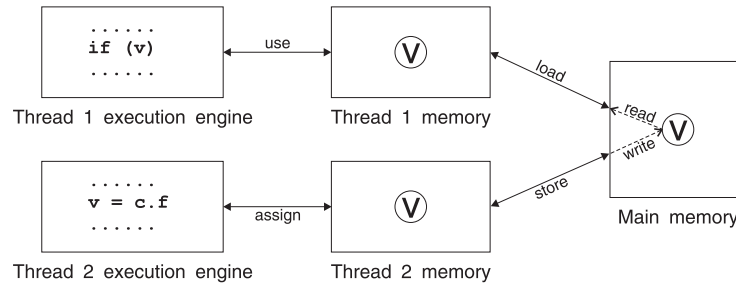 ......
if (v)
......
use
V
Thread 1 execution engine
Thread 1 memory
load
read
V
write
store
Main memory
......
v = c.f
......
assign
V
Thread 2 execution engine
Thread 2 memory